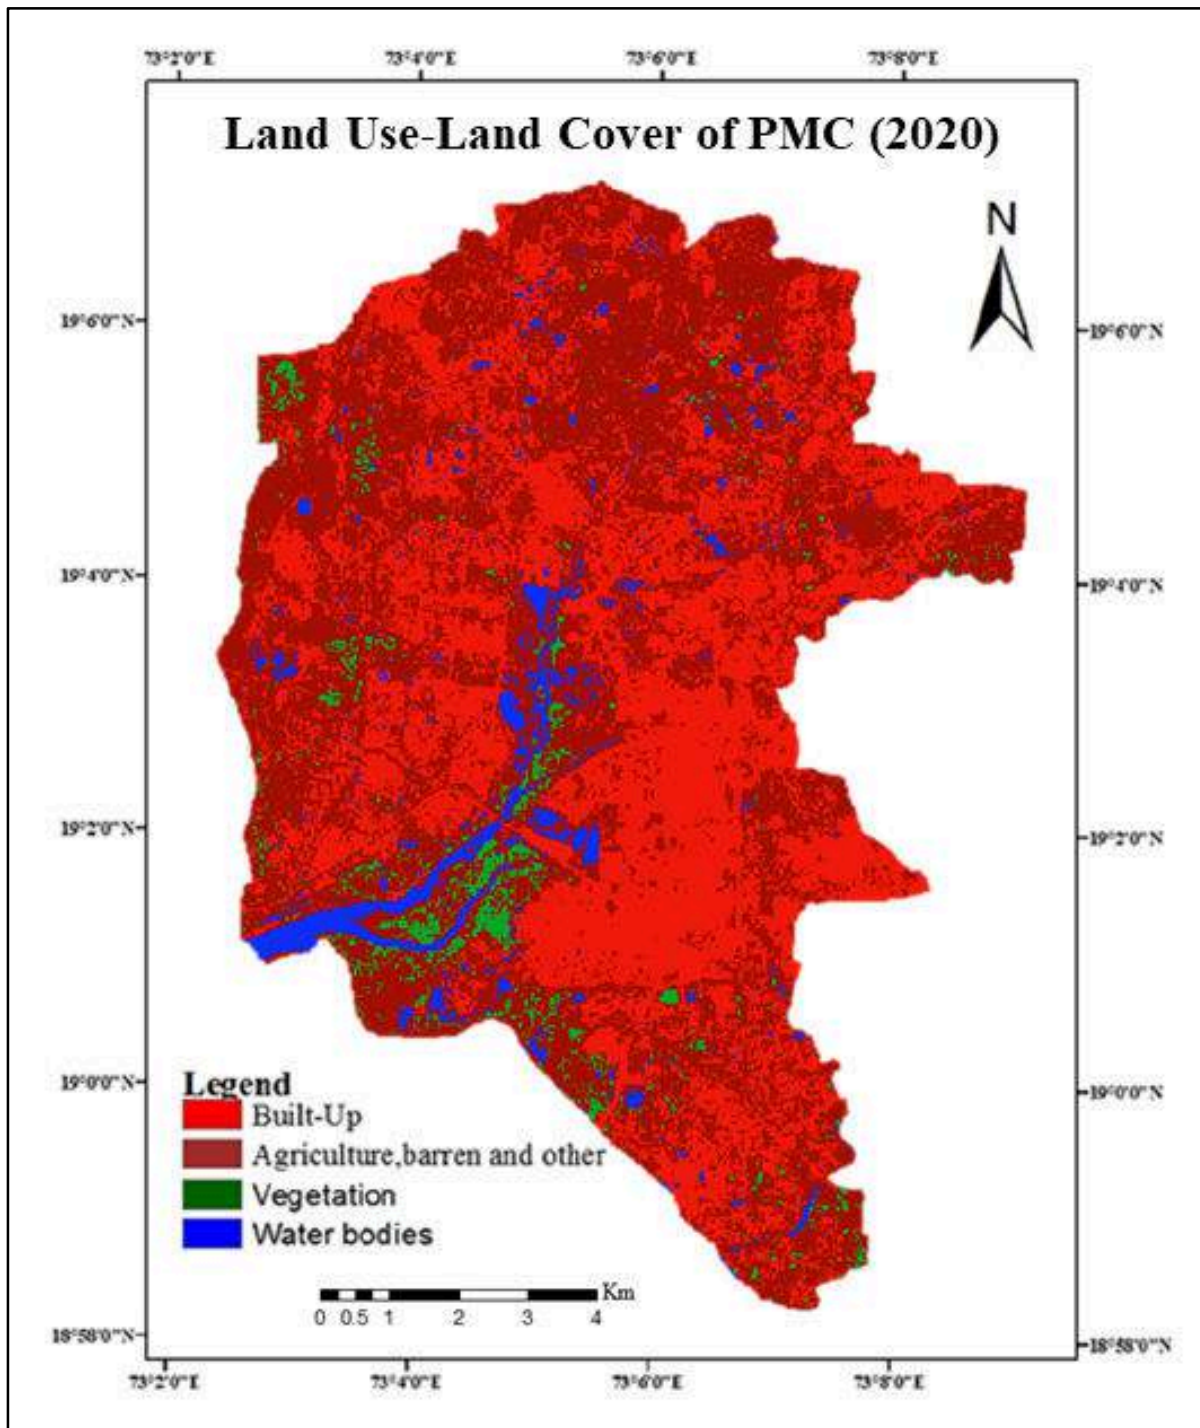 73°2'0"E 73°4'0"E 73°6'0"E 73°8'0"E
Land Use-Land Cover of PMC (2020)
N
19°6'0"N 19°6'0"N
19°4'0"N 19°4'0"N
19°2'0"N 19°2'0"N
19°0'0"N 19°0'0"N
Legend
Built-Up
Agriculture,barren and other
Vegetation
Water bodies
Km
0 0.5 1 2 3 4
18°58'0"N 18°58'0"N
73°2'0"E 73°4'0"E 73°6'0"E 73°8'0"E